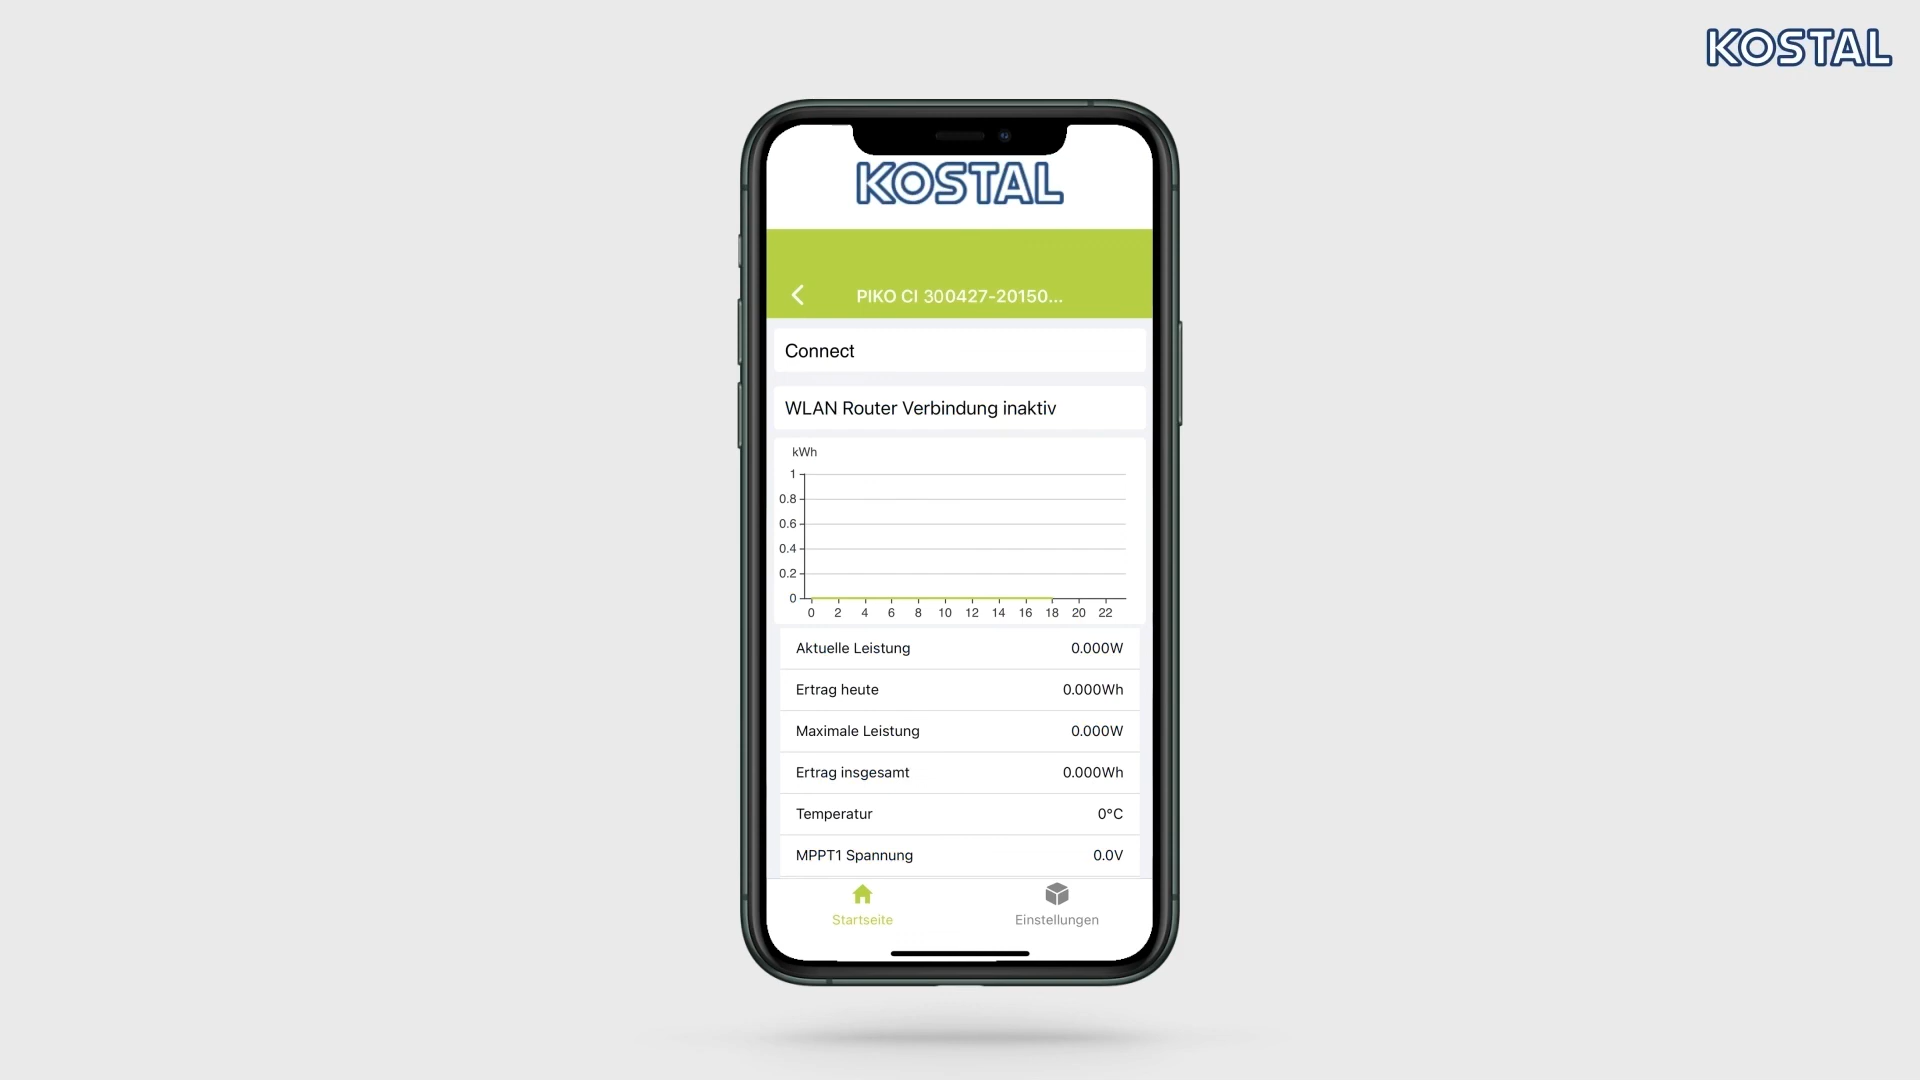 KOSTAL
KOSTAL
PIKO CI 300427-20150...
Connect
WLAN Router Verbindung inaktiv
kWh
1
0.8
0.6
0.4
0.2
0
0 2 4 6 8 10 12 14 16 18 20 22
Aktuelle Leistung 0.000W
Ertrag heute 0.000Wh
Maximale Leistung 0.000W
Ertrag insgesamt 0.000Wh
Temperatur 0°C
MPPT1 Spannung 0.0V
Startseite Einstellungen